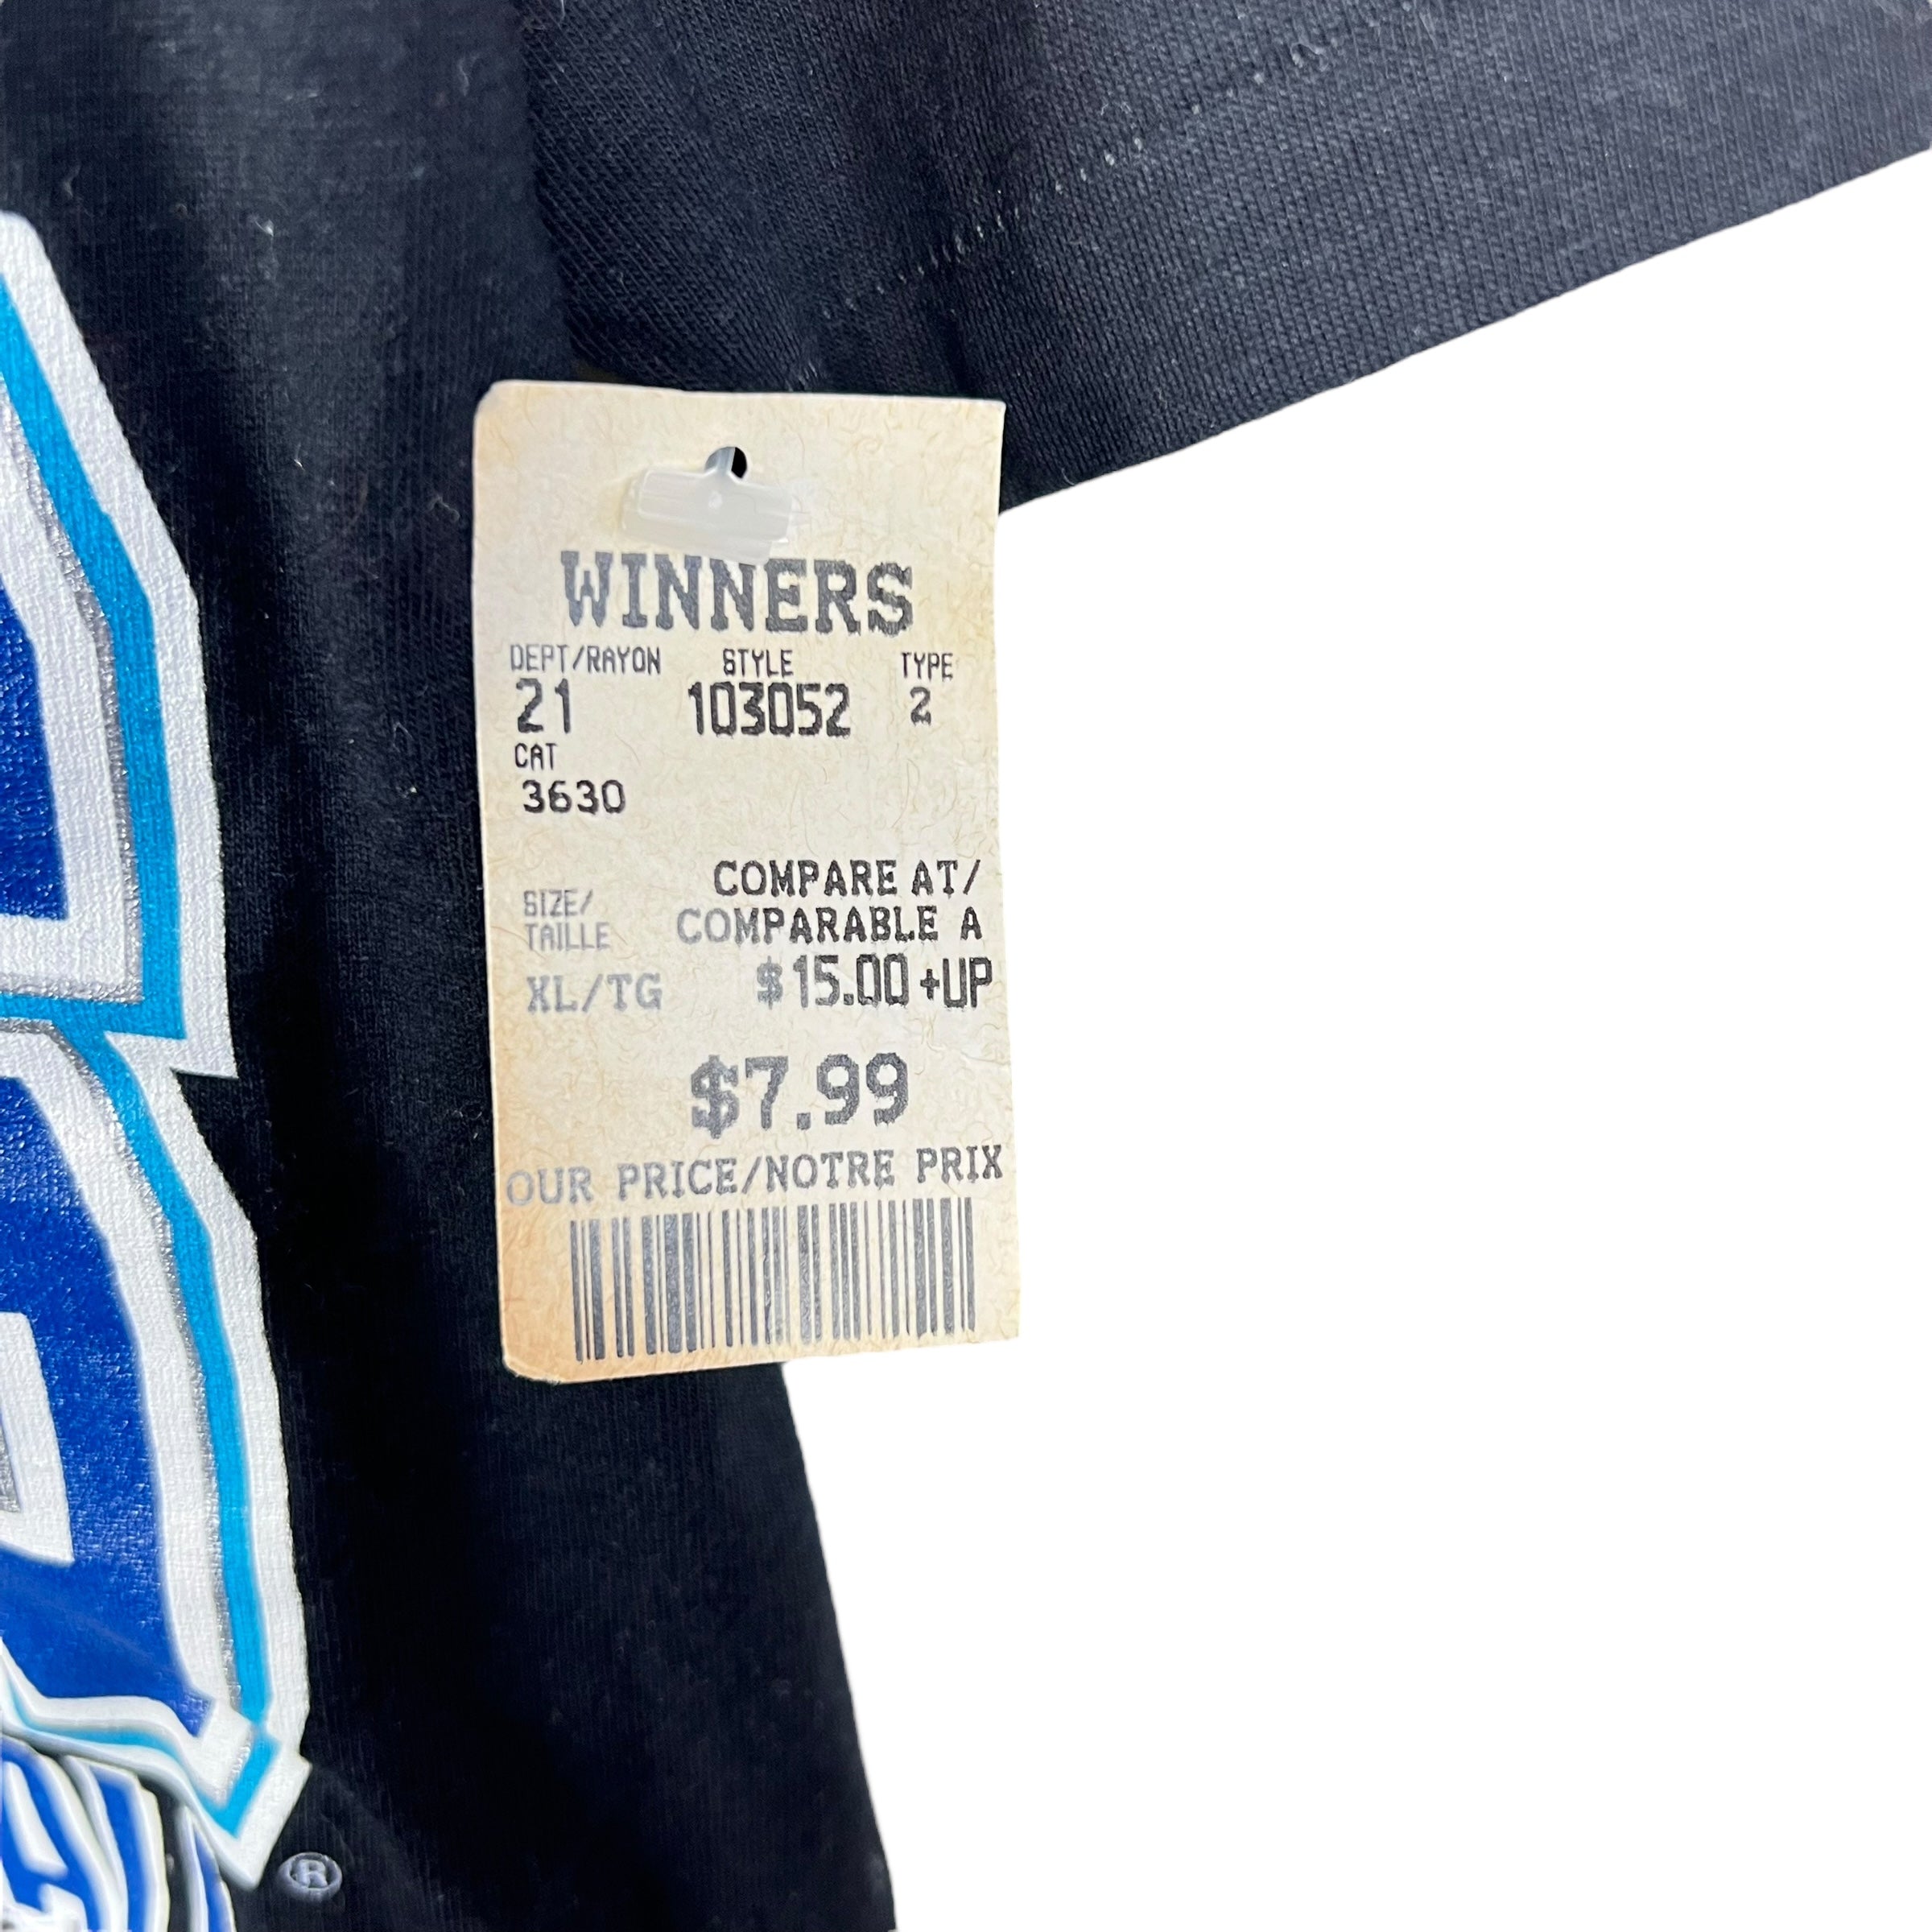 WINNERS
DEPT/RAYON STYLE TYPE
21 103052 2
CAT
3630
COMPARE AT/
SIZE/ COMPARABLE A
TAILLE
XL/TG $15.00 +UP
$7.99
OUR PRICE/NOTRE PRIX
®